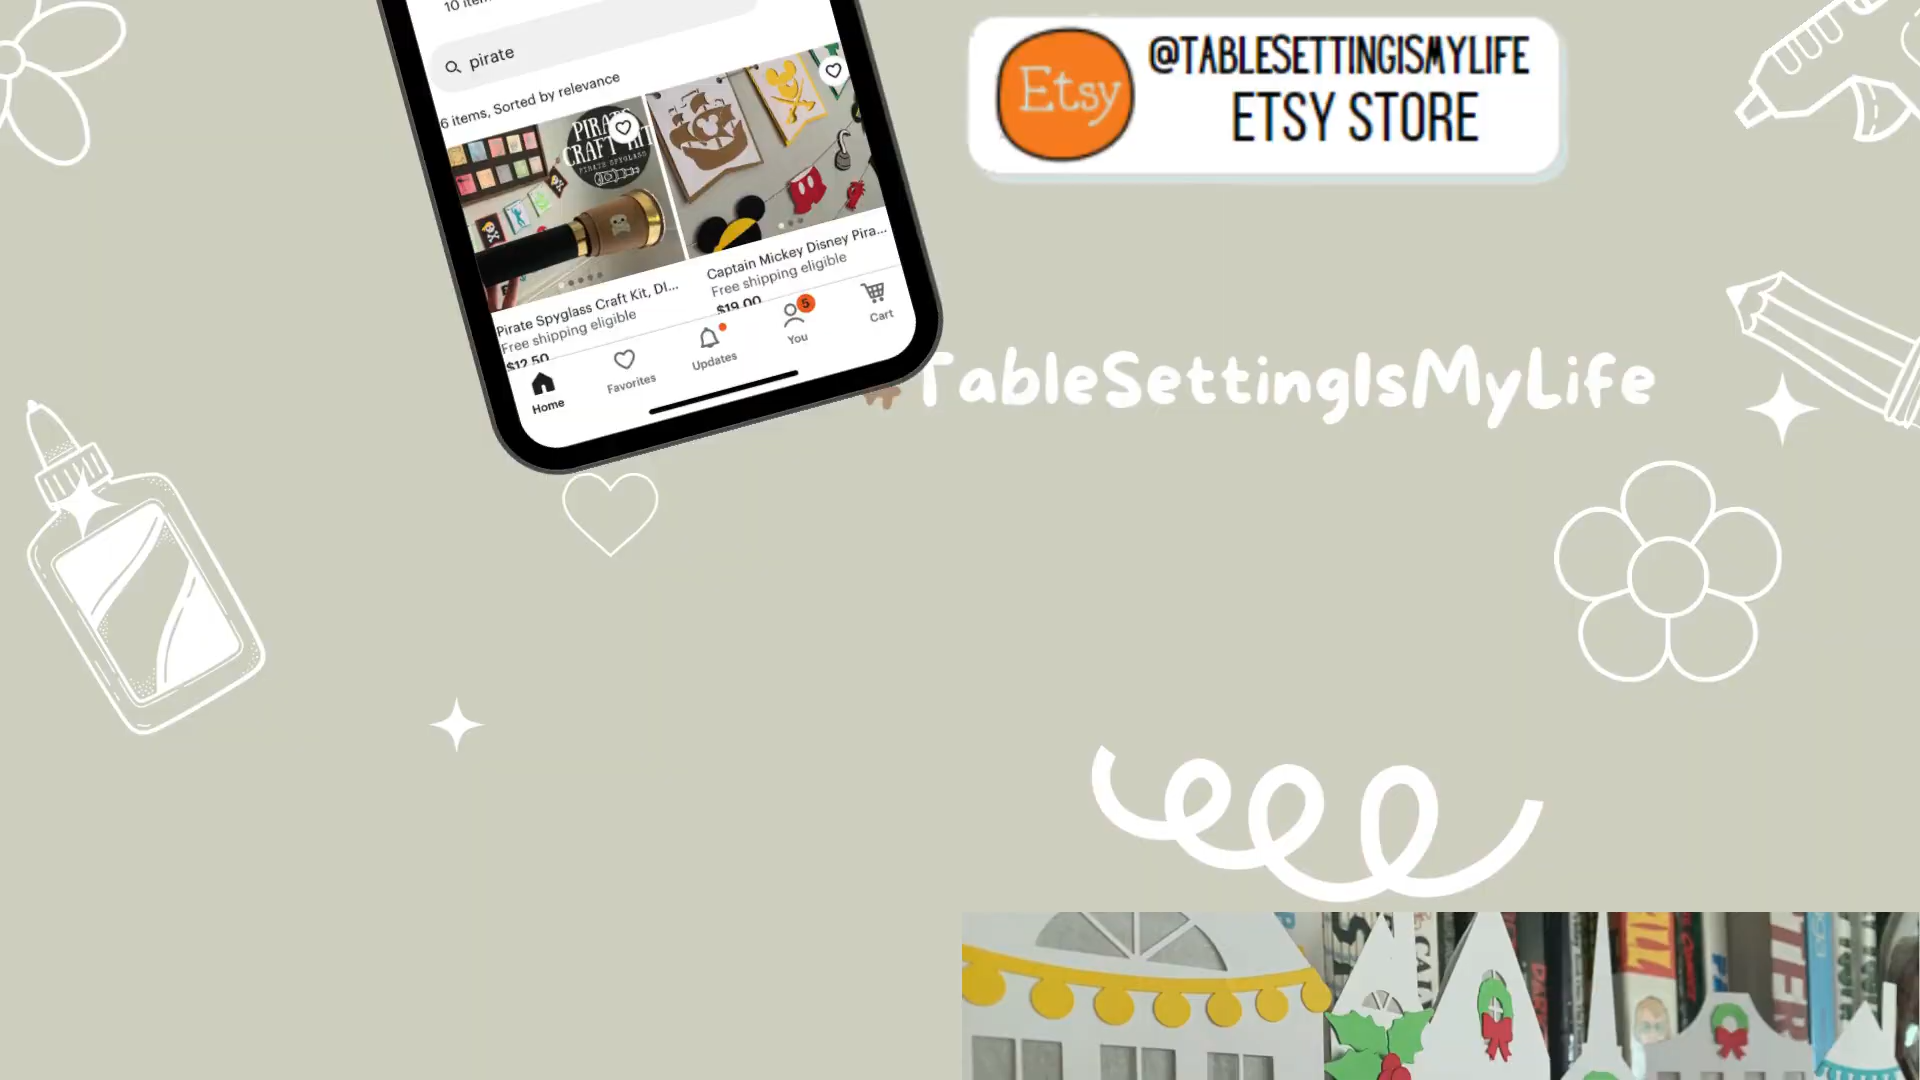 pirate
6 items, Sorted by relevance
PIRATE
CRAFT KIT
PIRATE SPYGLASS
Pirate Spyglass Craft Kit, DI...
Free shipping eligible
$12.50
Captain Mickey Disney Pira...
Free shipping eligible
$19.00
Home
Favorites
Updates
5
You
Cart
Etsy
@TABLESETTINGISMYLIFE
ETSY STORE
#TableSettingIsMyLife